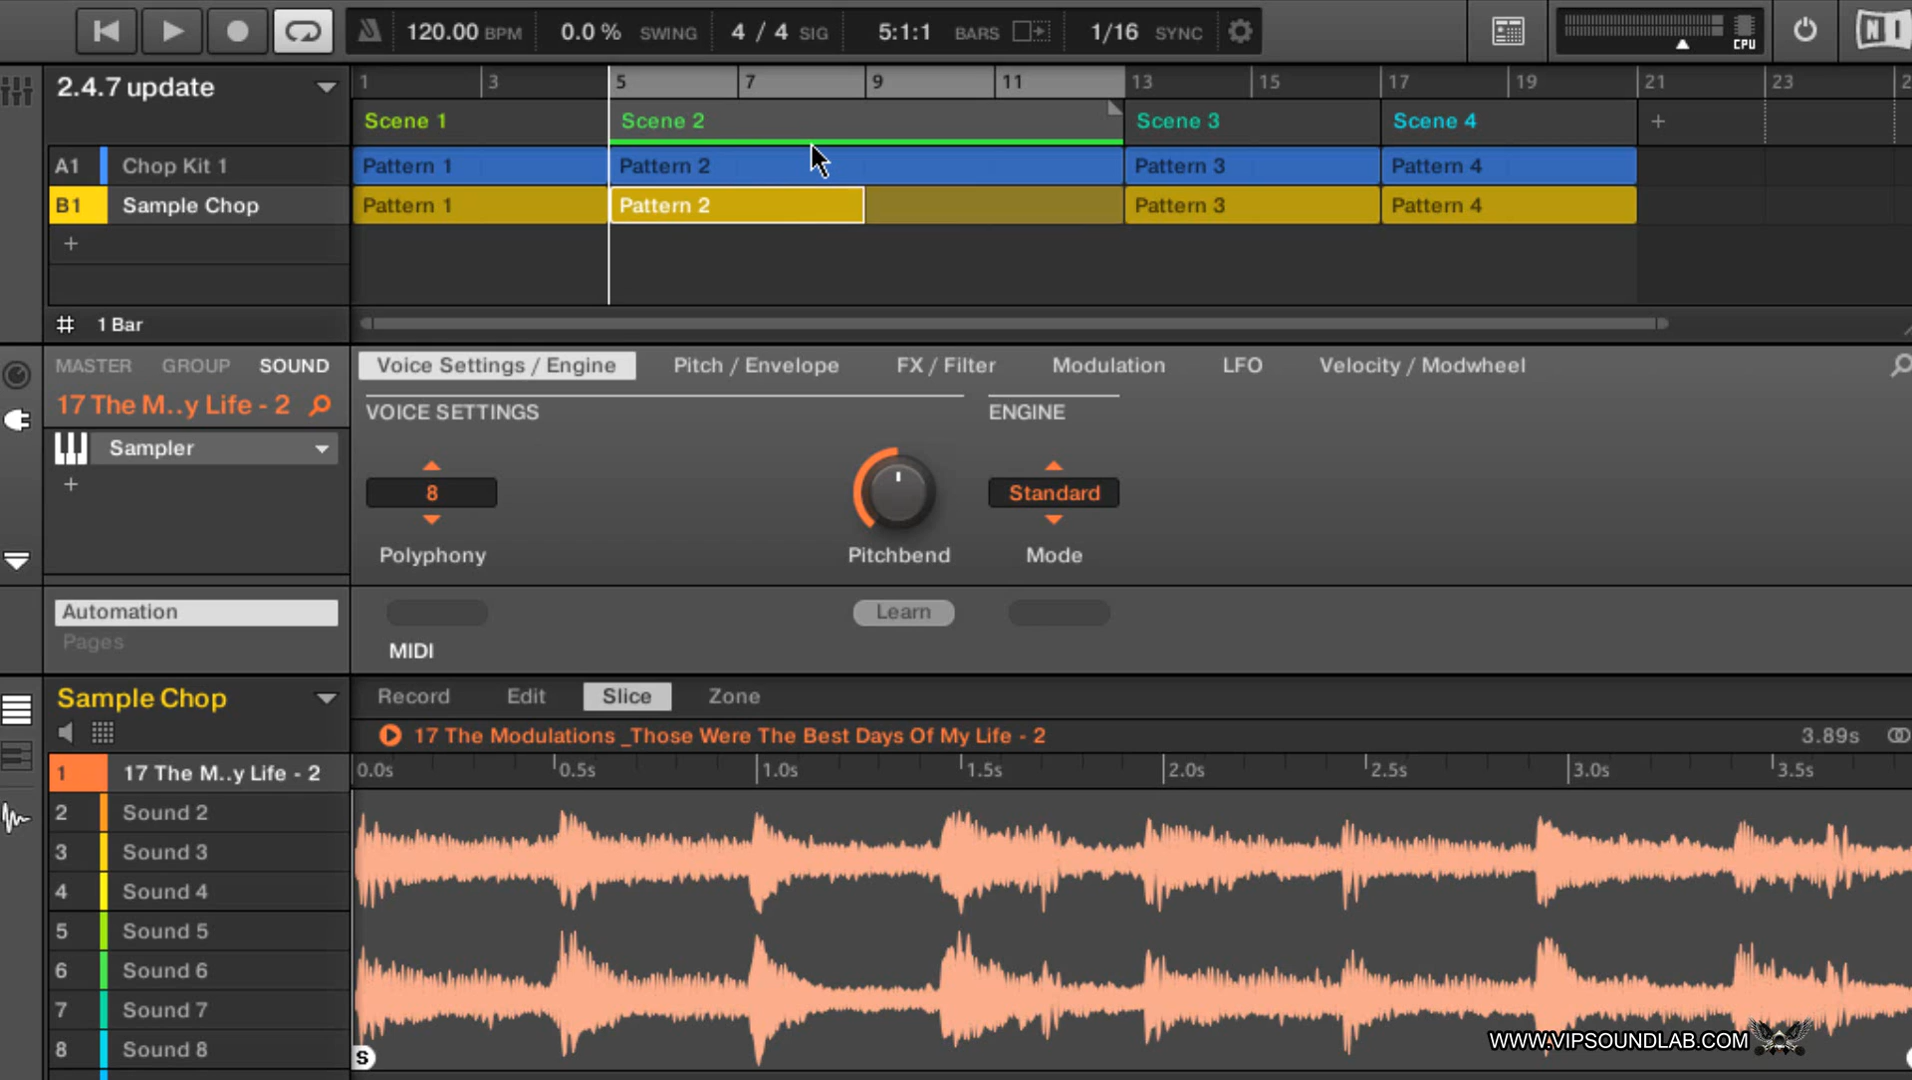 120.00 BPM 0.0 % SWING 4 / 4 SIG 5:1:1 BARS 1/16 SYNC CPU NI
2.4.7 update 1 3 5 7 9 11 13 15 17 19 21 23 2
Scene 1 Scene 2 Scene 3 Scene 4 +
A1 Chop Kit 1 Pattern 1 Pattern 2 Pattern 3 Pattern 4
B1 Sample Chop Pattern 1 Pattern 2 Pattern 3 Pattern 4
+
# 1 Bar
MASTER GROUP SOUND Voice Settings / Engine Pitch / Envelope FX / Filter Modulation LFO Velocity / Modwheel
17 The M..y Life - 2 VOICE SETTINGS ENGINE
Sampler
+
8 Standard
Polyphony Pitchbend Mode
Automation Learn
Pages MIDI
Sample Chop Record Edit Slice Zone
17 The Modulations _Those Were The Best Days Of My Life - 2 3.89s
1 17 The M..y Life - 2 0.0s 0.5s 1.0s 1.5s 2.0s 2.5s 3.0s 3.5s
2 Sound 2
3 Sound 3
4 Sound 4
5 Sound 5
6 Sound 6
7 Sound 7
8 Sound 8
S
WWW.VIPSOUNDLAB.COM